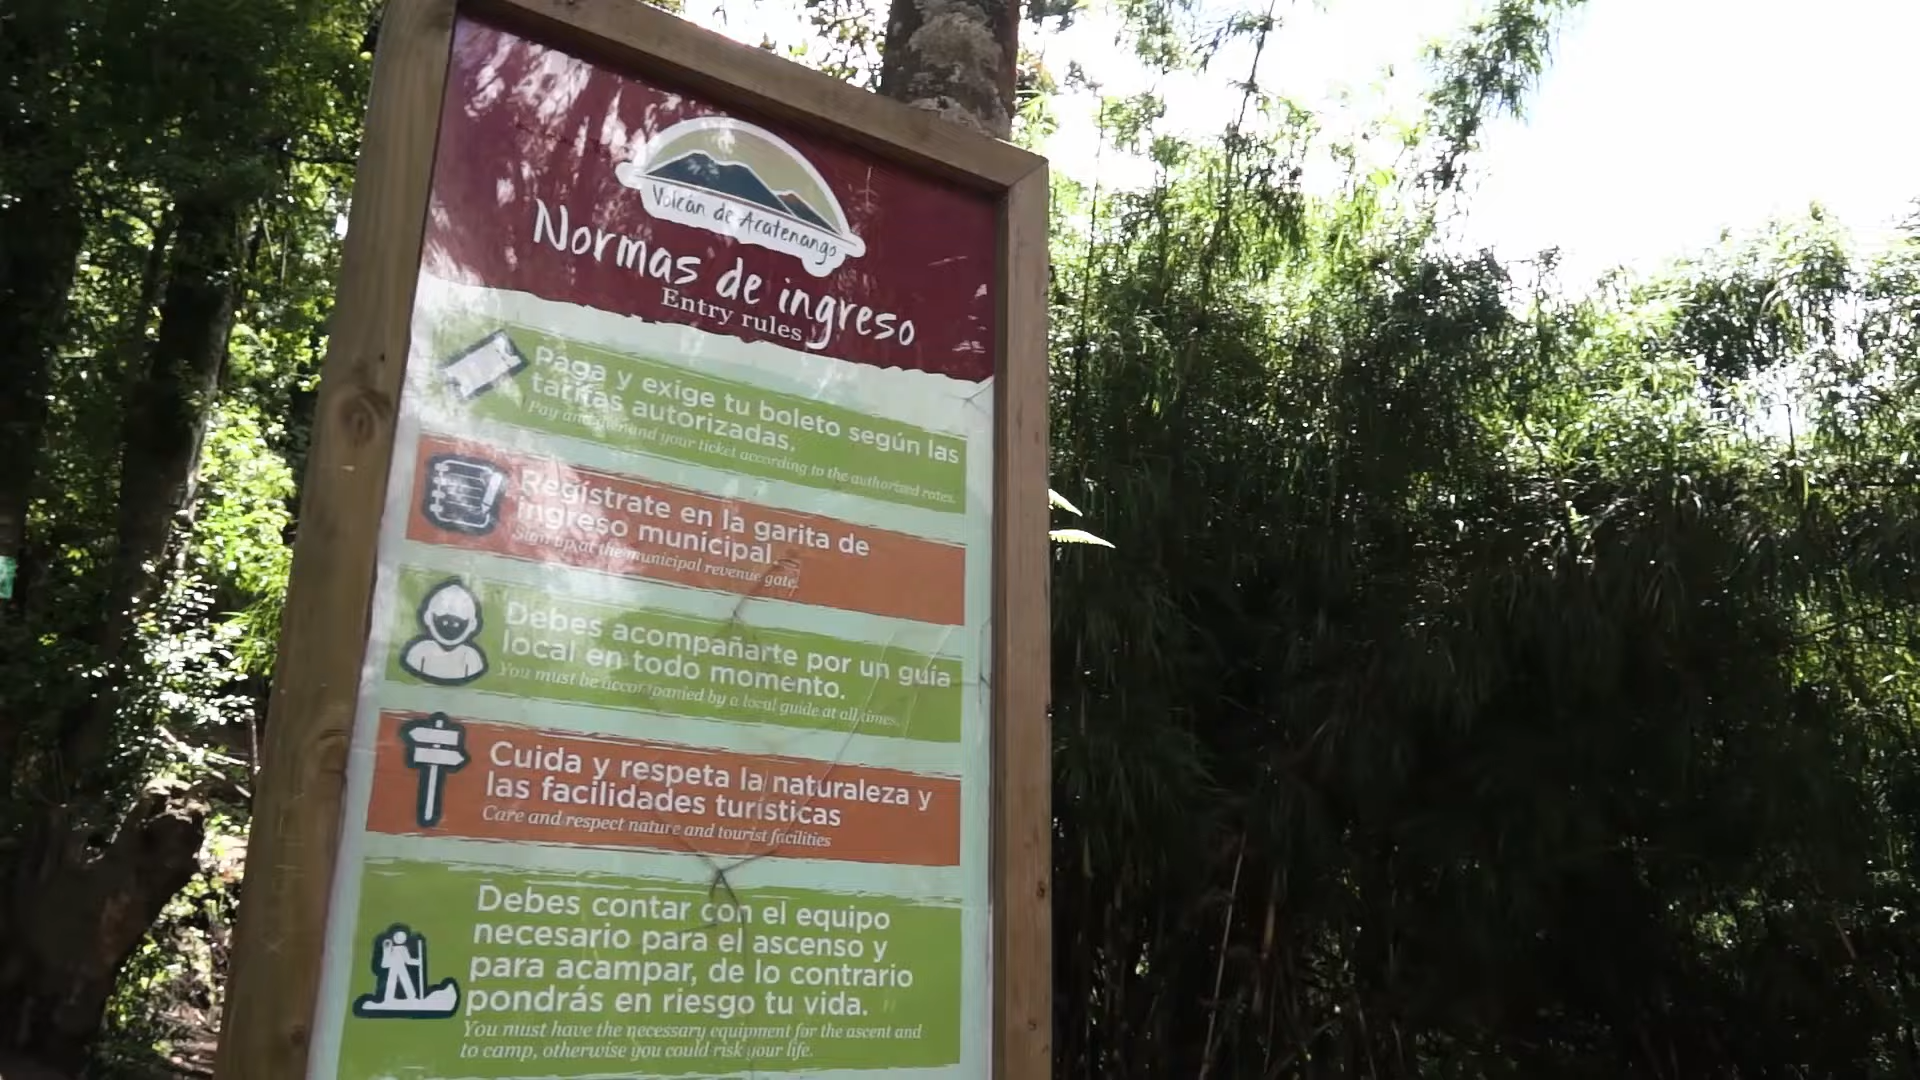 Volcán de Acatenango
Normas de ingreso
Entry rules
Paga y exige tu boleto según las
tarifas autorizadas.
Pay and demand your ticket according to the authorized rates.
Regístrate en la garita de
ingreso municipal.
Sign up at the municipal revenue gate.
Debes acompañarte por un guía
local en todo momento.
You must be accompanied by a local guide at all times.
Cuida y respeta la naturaleza y
las facilidades turísticas
Care and respect nature and tourist facilities
Debes contar con el equipo
necesario para el ascenso y
para acampar, de lo contrario
pondrás en riesgo tu vida.
You must have the necessary equipment for the ascent and
to camp, otherwise you could risk your life.